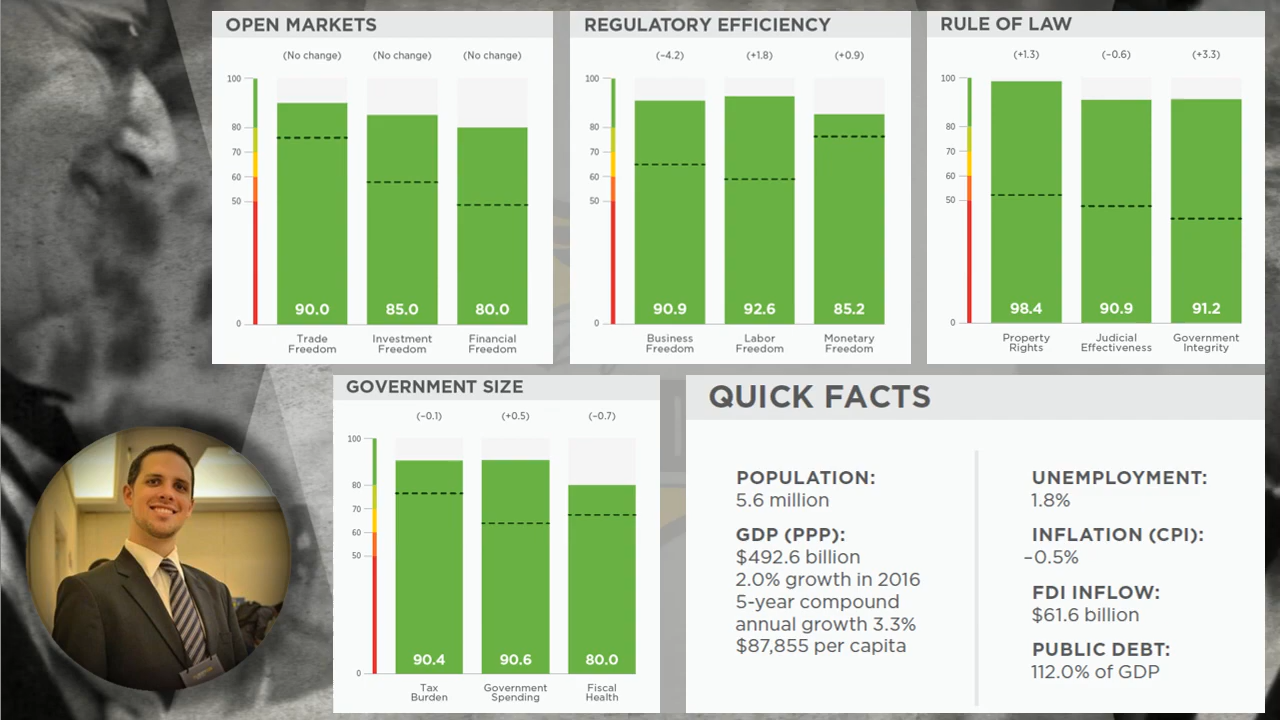 OPEN MARKETS
(No change) (No change) (No change)
100
80
70
60
50
0
90.0 85.0 80.0
Trade Investment Financial
Freedom Freedom Freedom
REGULATORY EFFICIENCY
(–4.2) (+1.8) (+0.9)
100
80
70
60
50
0
90.9 92.6 85.2
Business Labor Monetary
Freedom Freedom Freedom
RULE OF LAW
(+1.3) (–0.6) (+3.3)
100
80
70
60
50
0
98.4 90.9 91.2
Property Judicial Government
Rights Effectiveness Integrity
GOVERNMENT SIZE
(–0.1) (+0.5) (–0.7)
100
80
70
60
50
0
90.4 90.6 80.0
Tax Government Fiscal
Burden Spending Health
QUICK FACTS
POPULATION:
5.6 million
GDP (PPP):
$492.6 billion
2.0% growth in 2016
5-year compound
annual growth 3.3%
$87,855 per capita
UNEMPLOYMENT:
1.8%
INFLATION (CPI):
–0.5%
FDI INFLOW:
$61.6 billion
PUBLIC DEBT:
112.0% of GDP